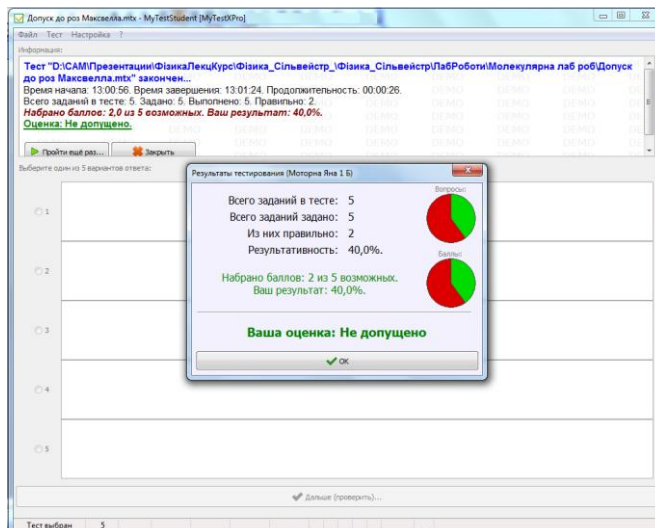 Допуск до роз Максвелла.mtx - MyTestStudent [MyTestXPro]
Файл Тест Настройка ?
Информация:
Тест "D:\CAM\Презентации\ФізикаЛекцКурс\Фізика_Сільвейстр_\Фізика_Сільвейстр\ЛабРоботи\Молекулярна лаб роб\Допуск
до роз Максвелла.mtx" закончен...
Время начала: 13:00:56. Время завершения: 13:01:24. Продолжительность: 00:00:26.
Всего заданий в тесте: 5. Задано: 5. Выполнено: 5. Правильно: 2.
Набрано баллов: 2,0 из 5 возможных. Ваш результат: 40,0%.
Оценка: Не допущено.
Пройти ещё раз... Закрыть
Выберите один из 5 вариантов ответа:
Результаты тестирования (Моторна Яна 1 Б)
Всего заданий в тесте: 5
Всего заданий задано: 5
Из них правильно: 2
Результативность: 40,0%.
Вопросы:
Баллы:
Набрано баллов: 2 из 5 возможных.
Ваш результат: 40,0%.
Ваша оценка: Не допущено
OK
1
2
3
4
5
Дальше (проверить)...
Тест выбран 5